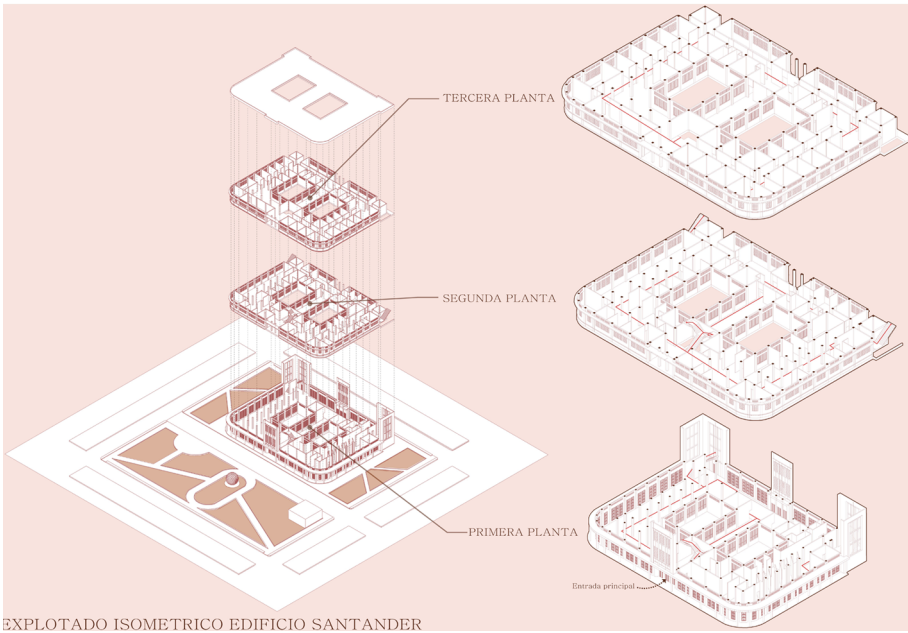 TERCERA PLANTA
SEGUNDA PLANTA
PRIMERA PLANTA
Entrada principal
EXPLOTADO ISOMETRICO EDIFICIO SANTANDER